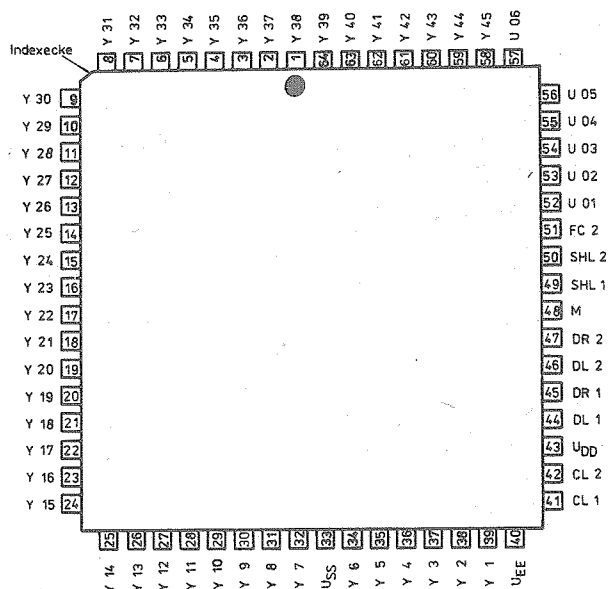 Y 31 Y 32 Y 33 Y 34 Y 35 Y 36 Y 37 Y 38 Y 39 Y 40 Y 41 Y 42 Y 43 Y 44 Y 45 U 06
Indexecke
8 7 6 5 4 3 2 1 64 63 62 61 60 59 58 57
Y 30 9
Y 29 10
Y 28 11
Y 27 12
Y 26 13
Y 25 14
Y 24 15
Y 23 16
Y 22 17
Y 21 18
Y 20 19
Y 19 20
Y 18 21
Y 17 22
Y 16 23
Y 15 24
56 U 05
55 U 04
54 U 03
53 U 02
52 U 01
51 FC 2
50 SHL 2
49 SHL 1
48 M
47 DR 2
46 DL 2
45 DR 1
44 DL 1
43 UDD
42 CL 2
41 CL 1
25 26 27 28 29 30 31 32 33 34 35 36 37 38 39 40
Y 14 Y 13 Y 12 Y 11 Y 10 Y 9 Y 8 Y 7 USS Y 6 Y 5 Y 4 Y 3 Y 2 Y 1 UEE